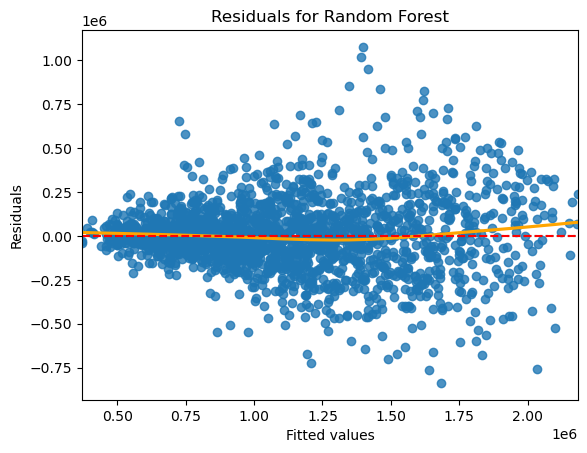 Residuals for Random Forest
1e6
1.00
0.75
0.50
0.25
0.00
−0.25
−0.50
−0.75
Residuals
0.50 0.75 1.00 1.25 1.50 1.75 2.00
1e6
Fitted values